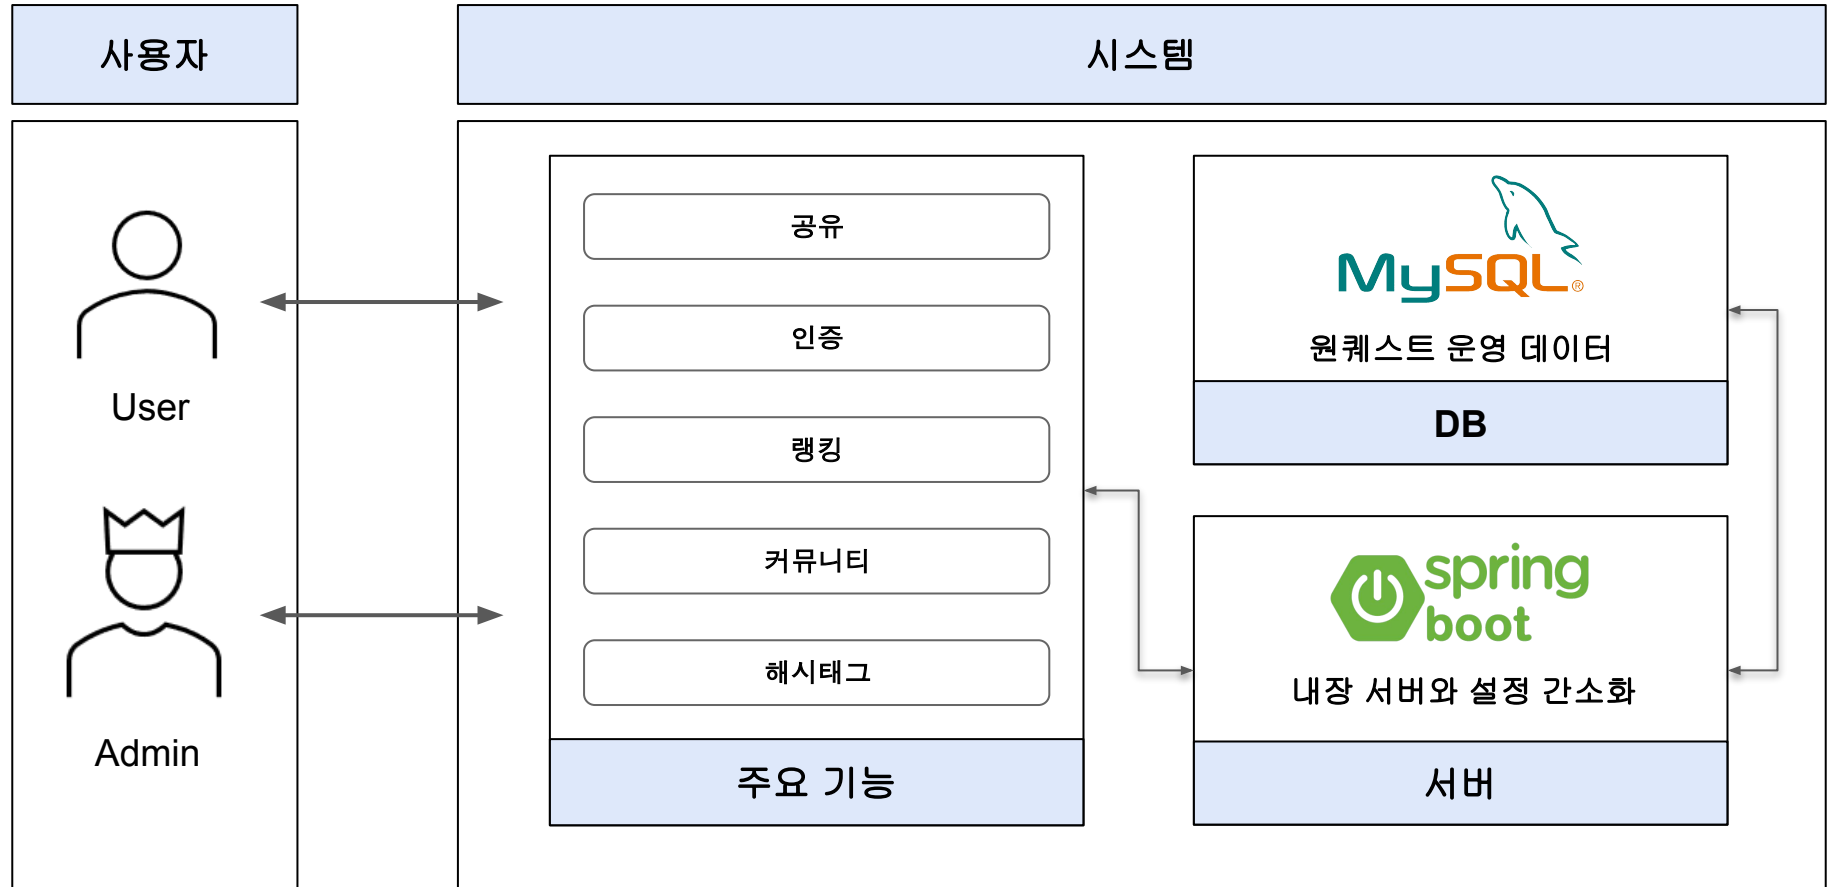 사용자
시스템
User
Admin
공유
인증
랭킹
커뮤니티
해시태그
주요 기능
MySQL®
원퀘스트 운영 데이터
DB
spring
boot
내장 서버와 설정 간소화
서버